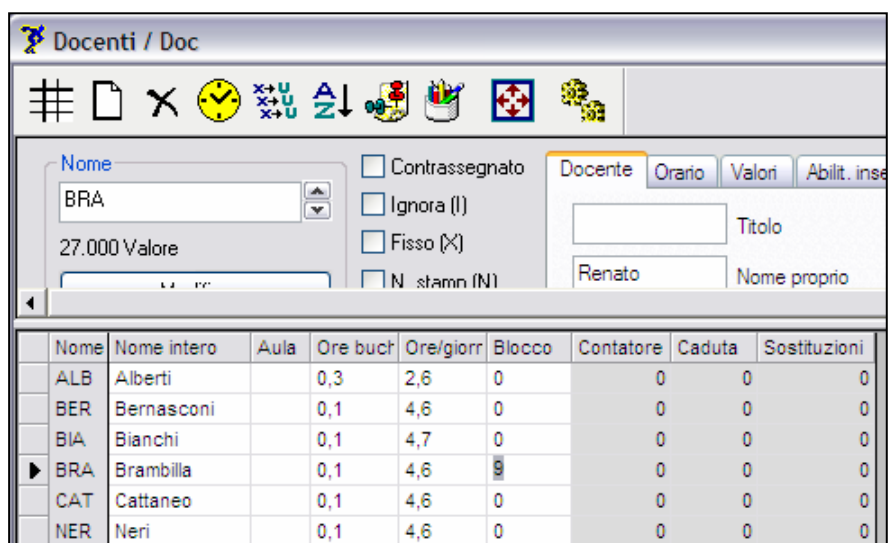 Docenti / Doc
Nome
BRA
27.000 Valore
Contrassegnato
Ignora (I)
Fisso (X)
N. stamp (N)
Docente Orario Valori Abilit. inse
Titolo
Renato Nome proprio
Nome Nome intero Aula Ore buch Ore/giorr Blocco Contatore Caduta Sostituzioni
ALB Alberti 0,3 2,6 0 0 0 0
BER Bernasconi 0,1 4,6 0 0 0 0
BIA Bianchi 0,1 4,7 0 0 0 0
BRA Brambilla 0,1 4,6 9 0 0 0
CAT Cattaneo 0,1 4,6 0 0 0 0
NER Neri 0,1 4,6 0 0 0 0